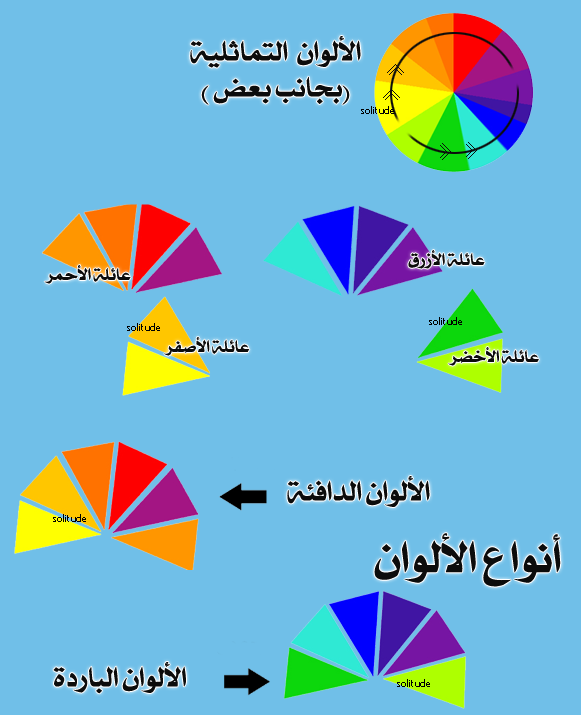 الألوان التماثلية
(بجانب بعض)
solitude
عائلة الأحمر
عائلة الأزرق
solitude
solitude
عائلة الأصفر
عائلة الأخضر
الألوان الدافئة
solitude
أنواع الألوان
الألوان الباردة
solitude